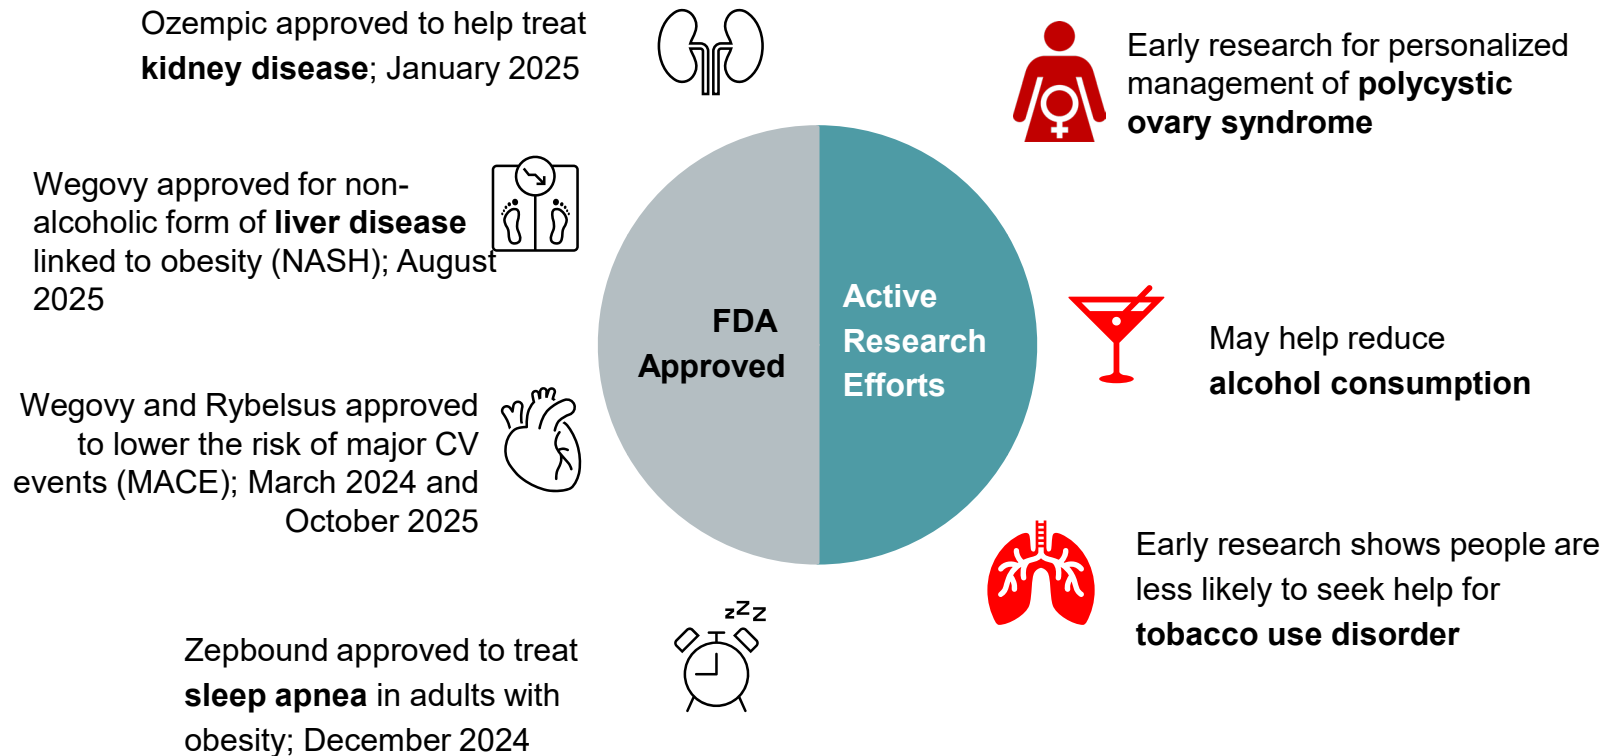 Ozempic approved to help treat
kidney disease; January 2025
Wegovy approved for non-
alcoholic form of liver disease
linked to obesity (NASH); August
2025
Wegovy and Rybelsus approved
to lower the risk of major CV
events (MACE); March 2024 and
October 2025
zZZ
Zepbound approved to treat
sleep apnea in adults with
obesity; December 2024
FDA
Approved
Active
Research
Efforts
Early research for personalized
management of polycystic
ovary syndrome
May help reduce
alcohol consumption
Early research shows people are
less likely to seek help for
tobacco use disorder